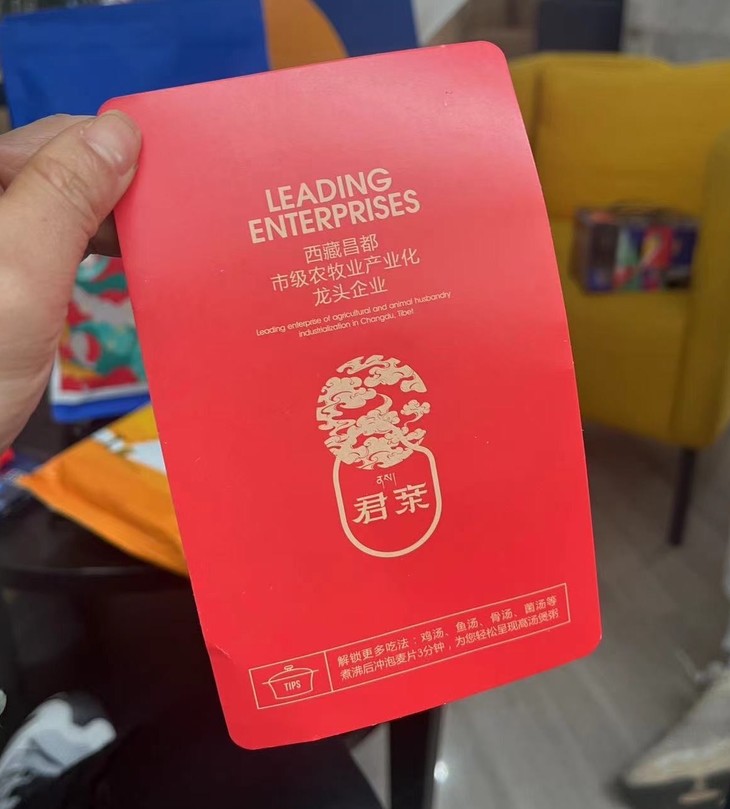 LEADING
ENTERPRISES
西藏昌都
市级农牧业产业化
龙头企业
Leading enterprise of agricultural and animal husbandry
industrialization in Changdu, Tibet
ནས།
君亲
解锁更多吃法：鸡汤、鱼汤、骨汤、菌汤等
煮沸后冲泡麦片3分钟，为您轻松呈现高汤煲粥
TIPS